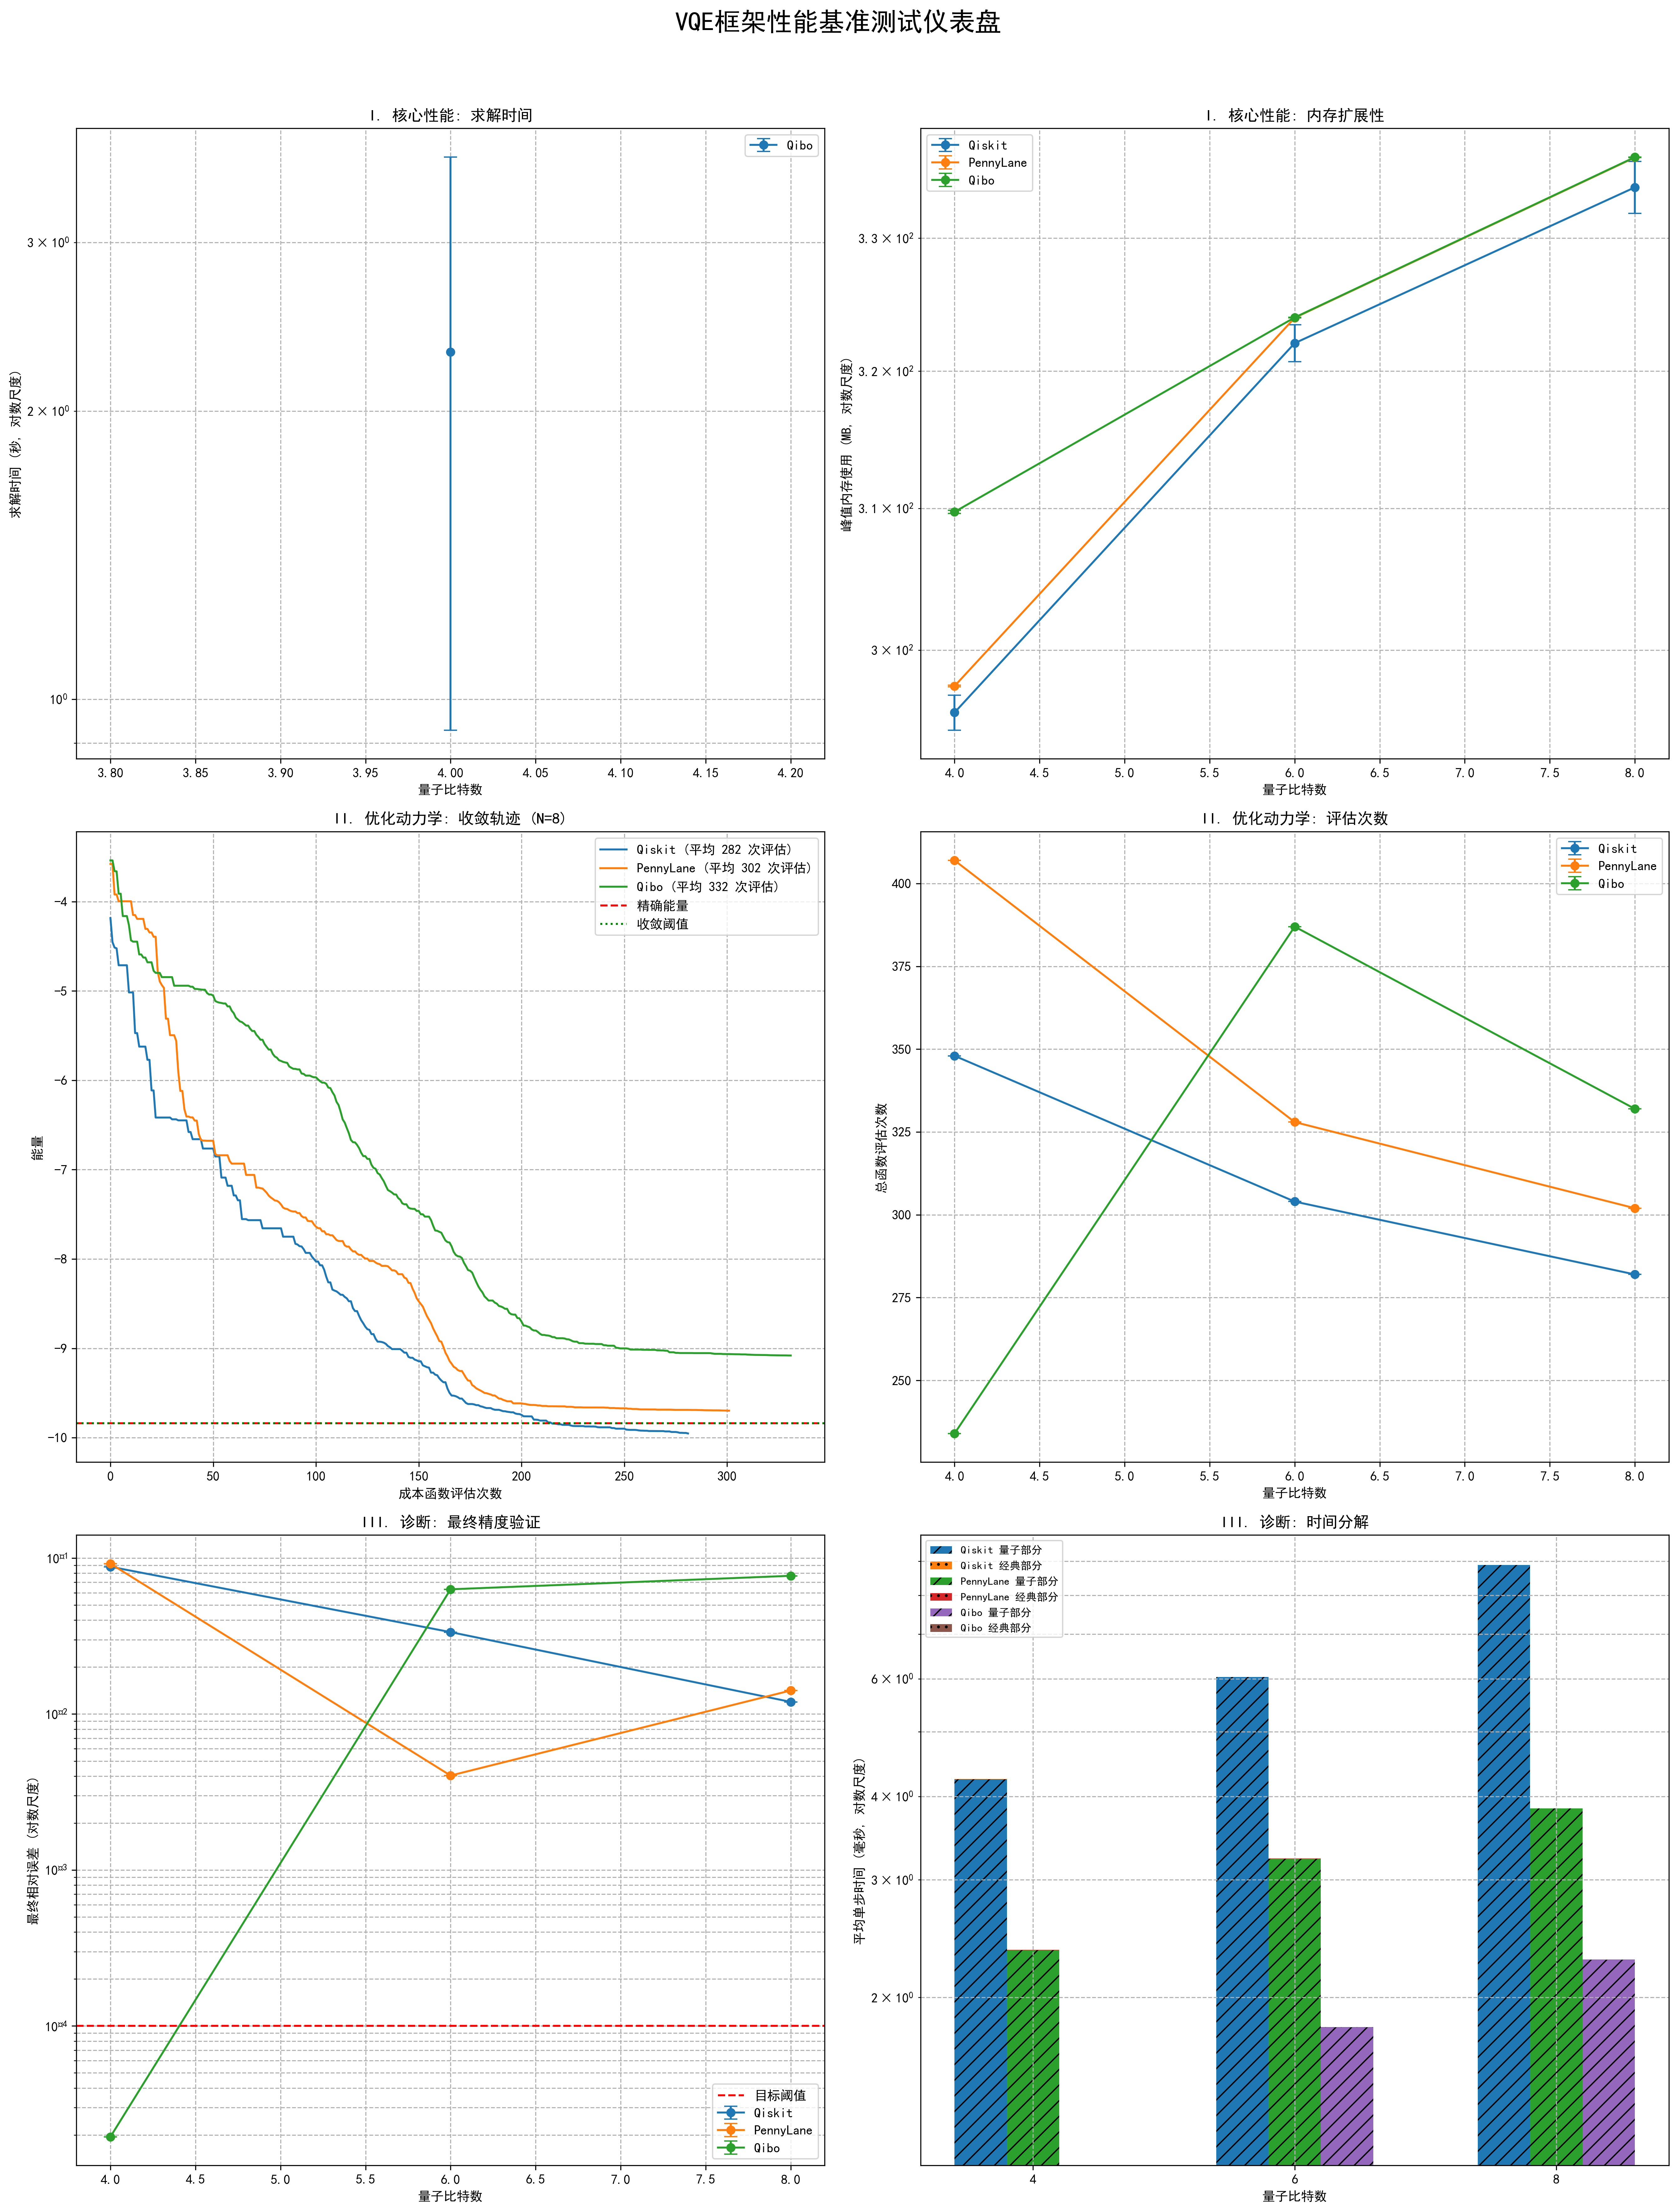 VQE框架性能基准测试仪表盘
I. 核心性能: 求解时间
Qibo
求解时间 (秒, 对数尺度)
3 × 10⁰
2 × 10⁰
10⁰
3.80 3.85 3.90 3.95 4.00 4.05 4.10 4.15 4.20
量子比特数
I. 核心性能: 内存扩展性
Qiskit
PennyLane
Qibo
峰值内存使用 (MB, 对数尺度)
3.3 × 10²
3.2 × 10²
3.1 × 10²
3 × 10²
4.0 4.5 5.0 5.5 6.0 6.5 7.0 7.5 8.0
量子比特数
II. 优化动力学: 收敛轨迹 (N=8)
Qiskit (平均 282 次评估)
PennyLane (平均 302 次评估)
Qibo (平均 332 次评估)
精确能量
收敛阈值
能量
−4
−5
−6
−7
−8
−9
−10
0 50 100 150 200 250 300
成本函数评估次数
II. 优化动力学: 评估次数
Qiskit
PennyLane
Qibo
总函数评估次数
400
375
350
325
300
275
250
4.0 4.5 5.0 5.5 6.0 6.5 7.0 7.5 8.0
量子比特数
III. 诊断: 最终精度验证
最终相对误差 (对数尺度)
10¤1
10¤2
10¤3
10¤4
目标阈值
Qiskit
PennyLane
Qibo
4.0 4.5 5.0 5.5 6.0 6.5 7.0 7.5 8.0
量子比特数
III. 诊断: 时间分解
Qiskit 量子部分
Qiskit 经典部分
PennyLane 量子部分
PennyLane 经典部分
Qibo 量子部分
Qibo 经典部分
平均单步时间 (毫秒, 对数尺度)
6 × 10⁰
4 × 10⁰
3 × 10⁰
2 × 10⁰
4 6 8
量子比特数